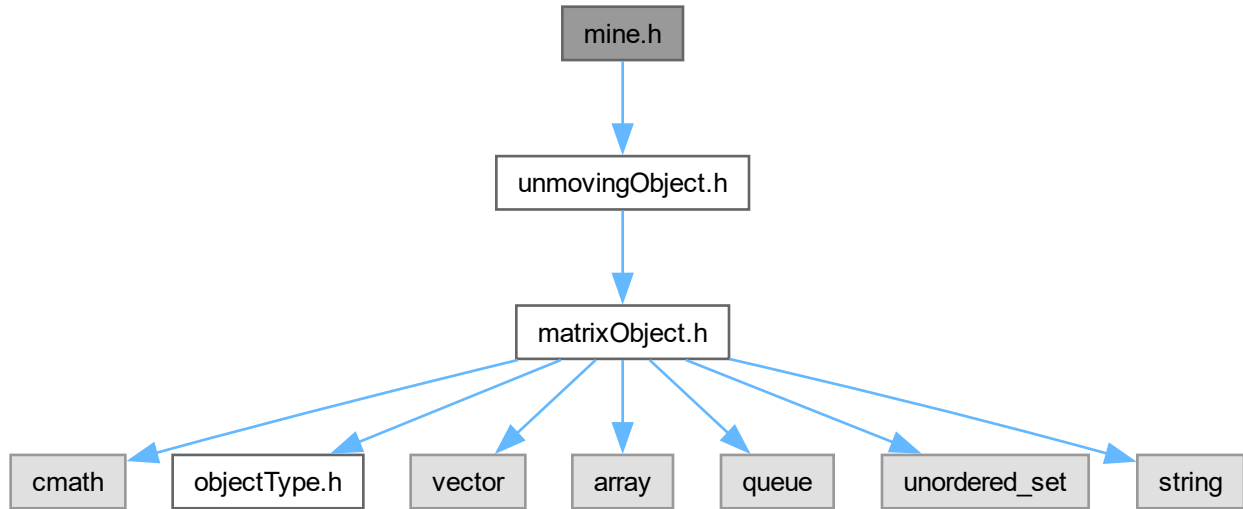 mine.h
unmovingObject.h
matrixObject.h
cmath
objectType.h
vector
array
queue
unordered_set
string